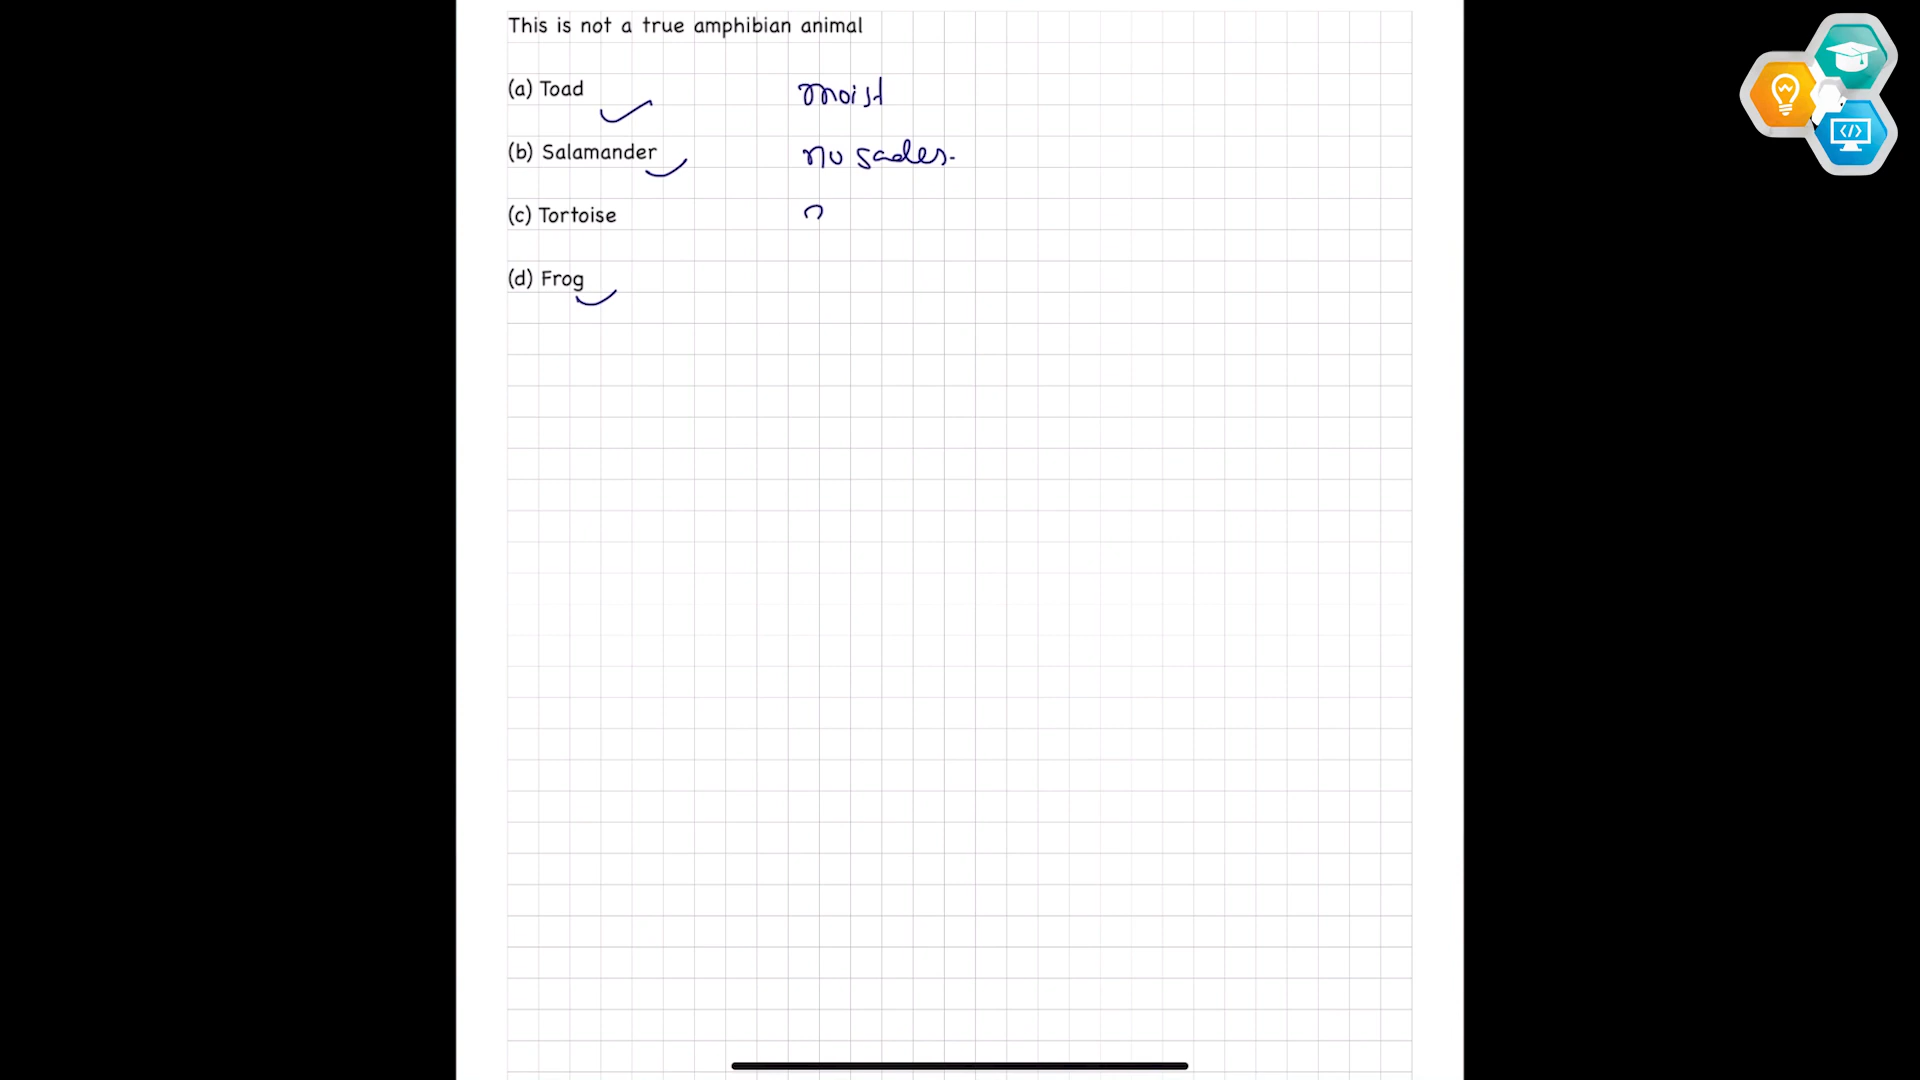 This is not a true amphibian animal
(a) Toad
moist
(b) Salamander
no scales.
(c) Tortoise
(d) Frog